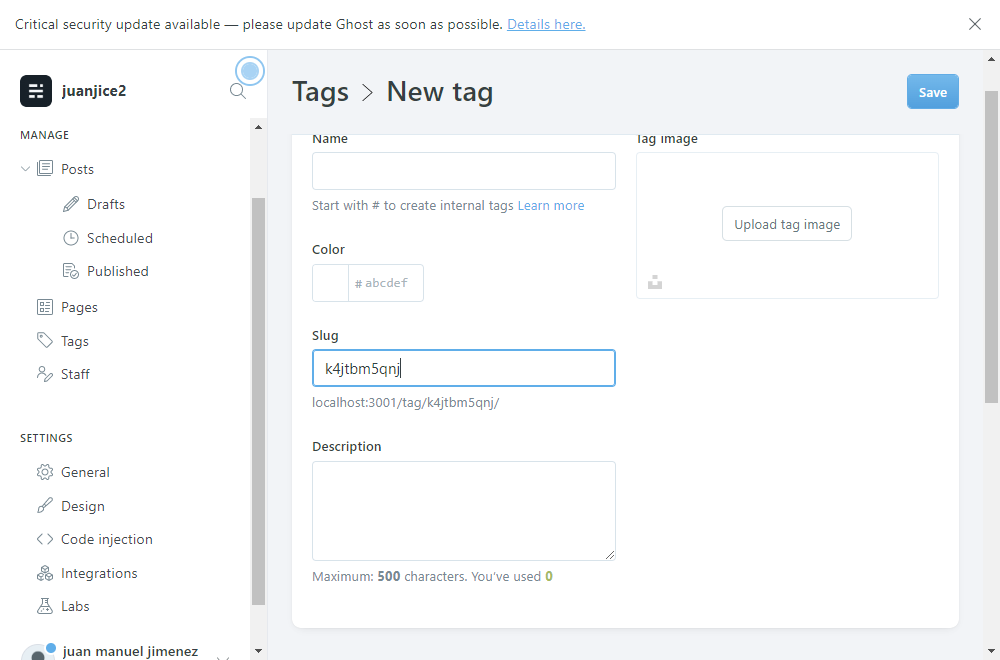 Critical security update available — please update Ghost as soon as possible. Details here.
juanjice2
MANAGE
Posts
Drafts
Scheduled
Published
Pages
Tags
Staff
SETTINGS
General
Design
Code injection
Integrations
Labs
juan manuel jimenez
Tags > New tag
Save
Name
Start with # to create internal tags Learn more
Color
# abcdef
Slug
k4jtbm5qnj
localhost:3001/tag/k4jtbm5qnj/
Description
Maximum: 500 characters. You've used 0
Tag image
Upload tag image